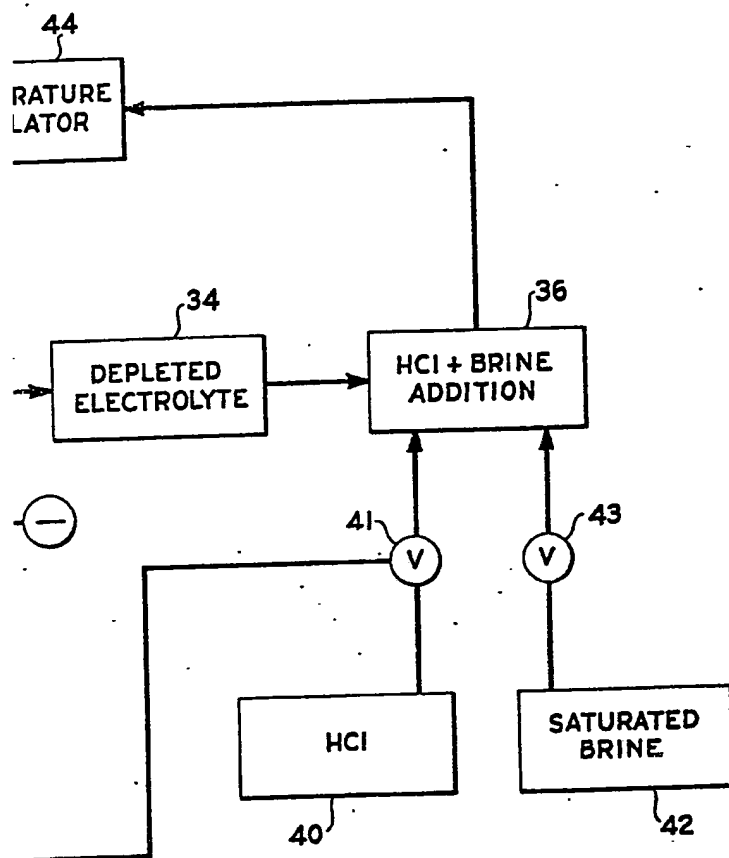 44
RATURE
LATOR
34
36
DEPLETED
ELECTROLYTE
HCl + BRINE
ADDITION
41
43
V
V
HCl
SATURATED
BRINE
40
42